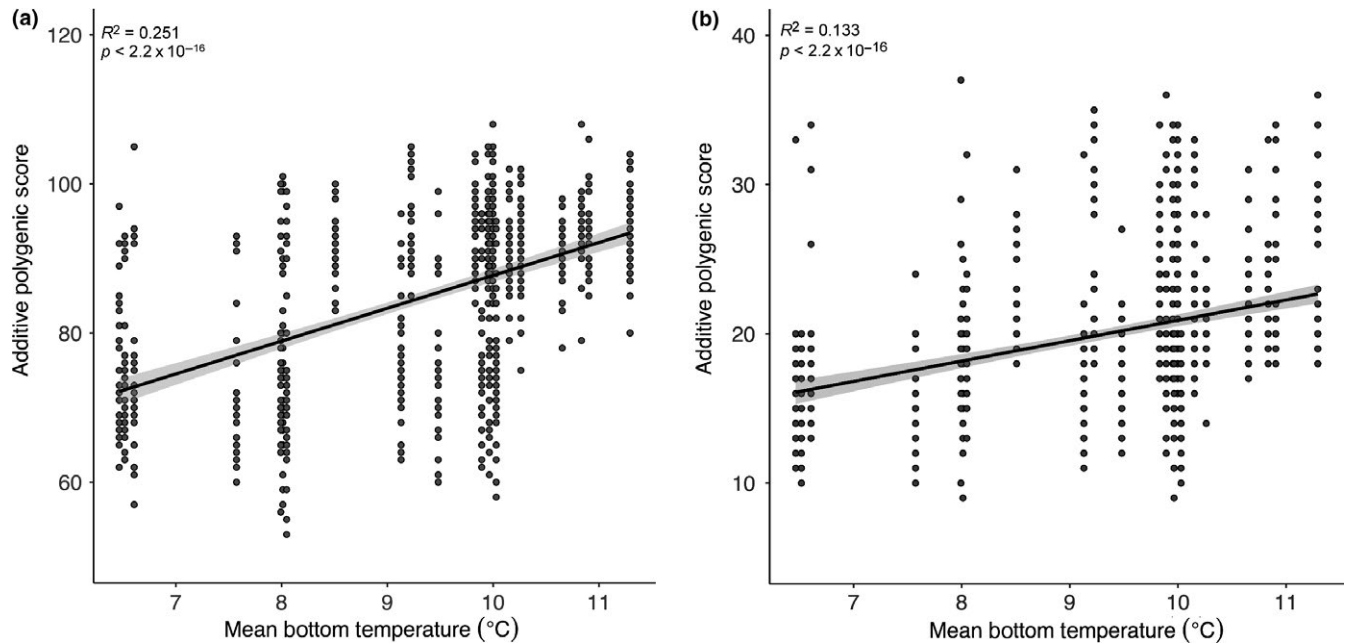 (a)
R² = 0.251
p < 2.2 x 10⁻¹⁶
120
100
80
60
Additive polygenic score
7 8 9 10 11
Mean bottom temperature (°C)
(b)
R² = 0.133
p < 2.2 x 10⁻¹⁶
40
30
20
10
Additive polygenic score
7 8 9 10 11
Mean bottom temperature (°C)